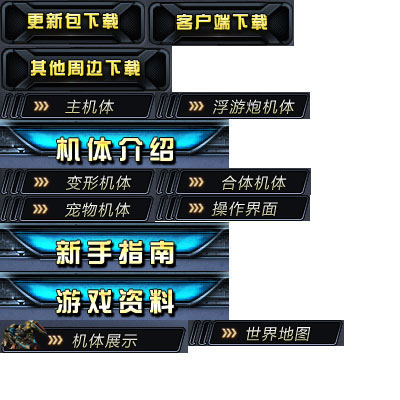 更新包下载
客户端下载
其他周边下载
主机体
浮游炮机体
机体介绍
变形机体
合体机体
宠物机体
操作界面
新手指南
游戏资料
机体展示
世界地图